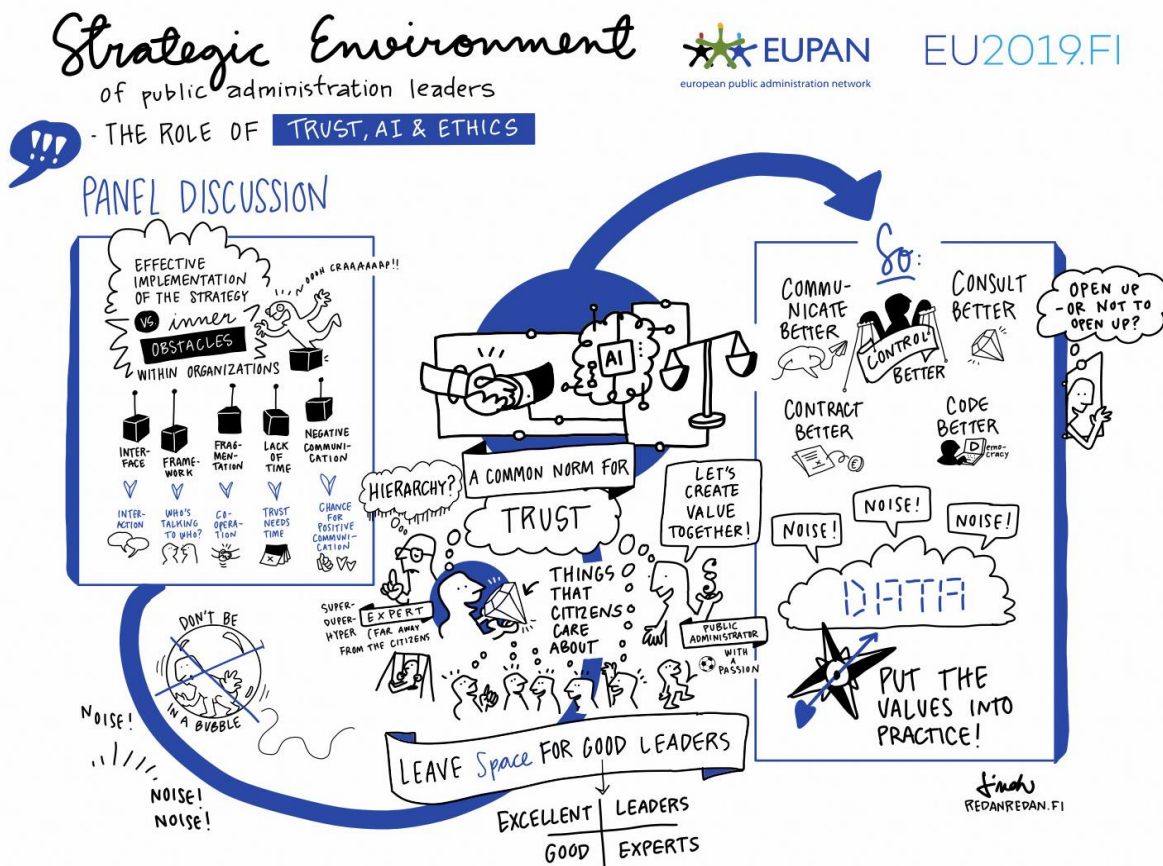 Strategic Environment
of public administration leaders
- THE ROLE OF TRUST, AI & ETHICS
!!!
EUPAN
european public administration network
EU2019.FI
PANEL DISCUSSION
EFFECTIVE
IMPLEMENTATION
OF THE STRATEGY
VS. inner
OBSTACLES
WITHIN ORGANIZATIONS
OOOH CRAAAAAAP!!
INTER-
FACE
FRAME-
WORK
FRAG-
MEN-
TATION
LACK
OF
TIME
NEGATIVE
COMMUNI-
CATION
INTER-
ACTION
WHO'S
TALKING
TO WHO?
CO-
OPERA-
TION
TRUST
NEEDS
TIME
CHANCE
FOR
POSITIVE
COMMUNI-
CATION
DON'T BE
IN A BUBBLE
NOISE!
NOISE!
NOISE!
AI
A COMMON NORM FOR
TRUST
HIERARCHY?
SUPER-
DUPER-
HYPER
EXPERT
(FAR AWAY
FROM THE CITIZENS
THINGS
THAT
CITIZENS
CARE
ABOUT
LET'S
CREATE
VALUE
TOGETHER!
§
PUBLIC
ADMINISTRATOR
WITH
A
PASSION
LEAVE Space FOR GOOD LEADERS
EXCELLENT LEADERS
GOOD EXPERTS
So:
COMMU-
NICATE
BETTER
CONTROL
BETTER
CONSULT
BETTER
CONTRACT
BETTER
€
CODE
BETTER
Demo-
cracy
OPEN UP
-OR NOT TO
OPEN UP?
NOISE!
NOISE!
NOISE!
DATA
PUT THE
VALUES INTO
PRACTICE!
REDANREDAN.FI